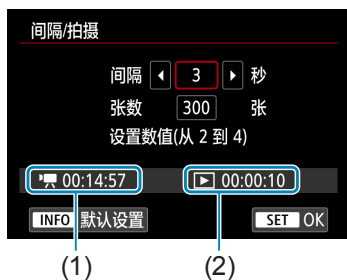 间隔/拍摄
间隔 3 秒
张数 300 张
设置数值(从 2 到 4)
00:14:57 00:00:10
INFO 默认设置 SET OK
(1) (2)